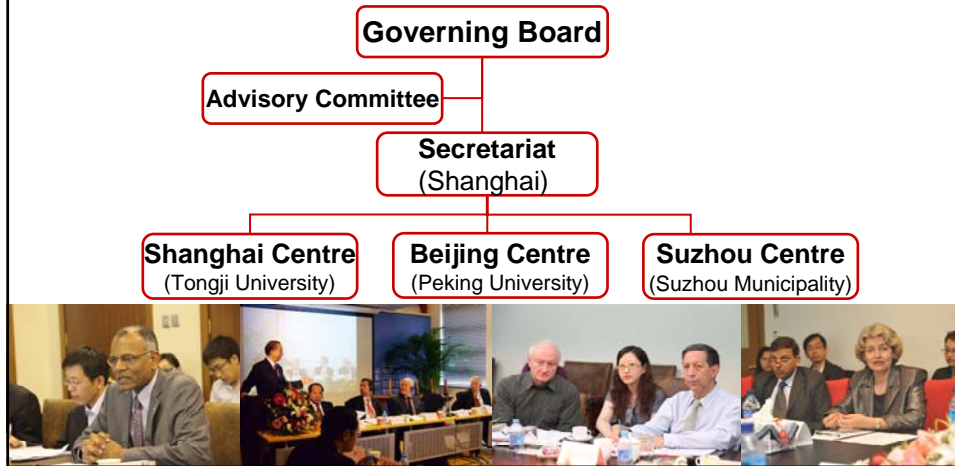 Governing Board
Advisory Committee
Secretariat
(Shanghai)
Shanghai Centre
(Tongji University)
Beijing Centre
(Peking University)
Suzhou Centre
(Suzhou Municipality)